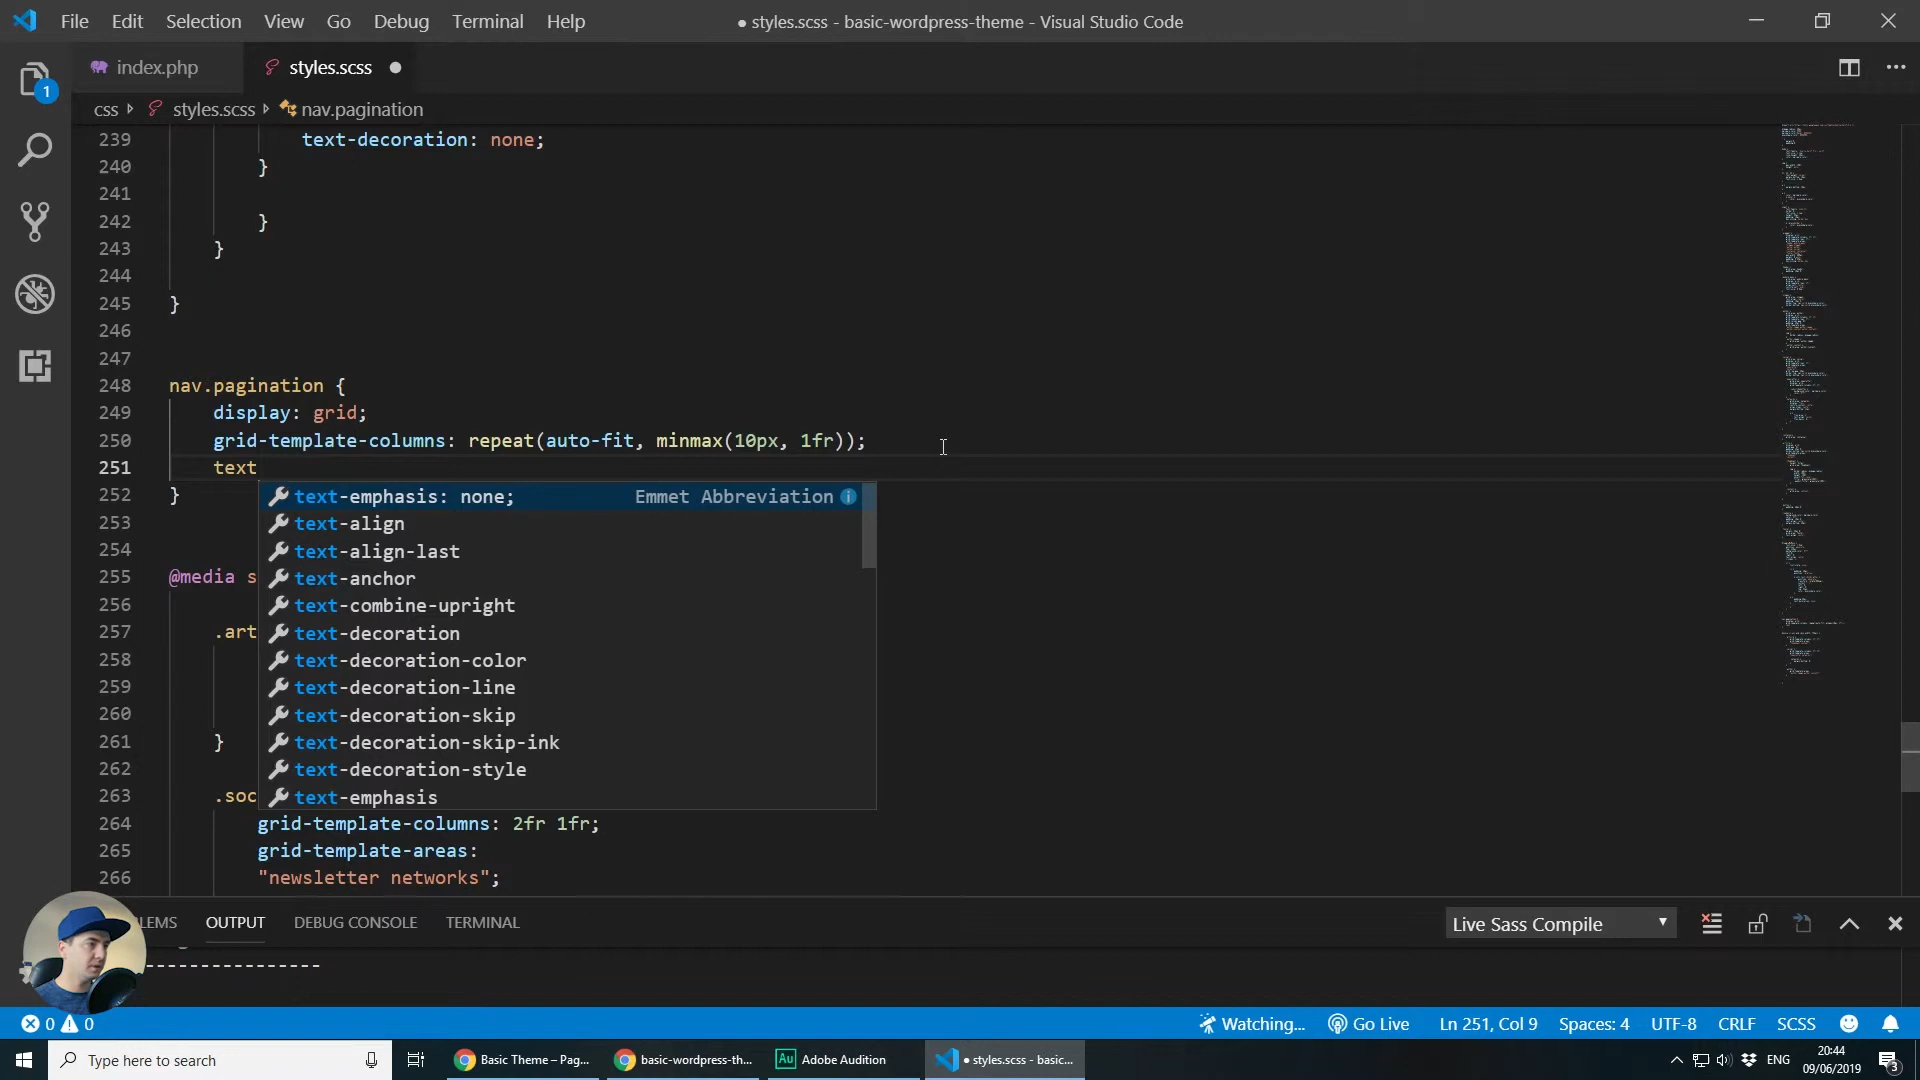 File Edit Selection View Go Debug Terminal Help
● styles.scss - basic-wordpress-theme - Visual Studio Code
index.php
styles.scss
1
css
styles.scss
nav.pagination
239 text-decoration: none;
240 }
241
242 }
243 }
244
245 }
246
247
248 nav.pagination {
249 display: grid;
250 grid-template-columns: repeat(auto-fit, minmax(10px, 1fr));
251 text
252 }
text-emphasis: none; Emmet Abbreviation
253
text-align
254
text-align-last
255 @media s
text-anchor
256
text-combine-upright
257 .art
text-decoration
258
text-decoration-color
259
text-decoration-line
260
text-decoration-skip
261 }
text-decoration-skip-ink
262
text-decoration-style
263 .soc
text-emphasis
264 grid-template-columns: 2fr 1fr;
265 grid-template-areas:
266 "newsletter networks";
LEMS OUTPUT DEBUG CONSOLE TERMINAL
Live Sass Compile
----------------
0 0
Watching... Go Live Ln 251, Col 9 Spaces: 4 UTF-8 CRLF SCSS
Type here to search
Basic Theme – Pag...
basic-wordpress-th...
Au Adobe Audition
● styles.scss - basic...
ENG
20:44
09/06/2019
3